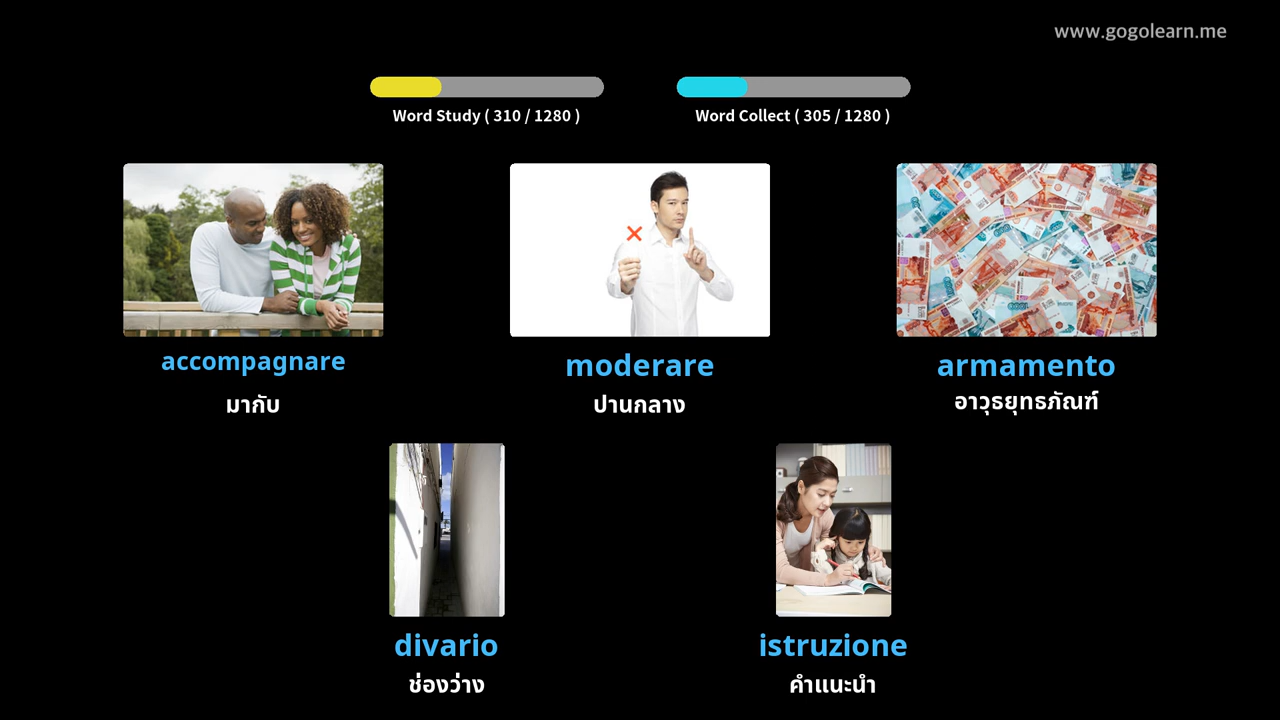 www.gogolearn.me
Word Study ( 310 / 1280 )
Word Collect ( 305 / 1280 )
accompagnare
moderare
armamento
มากับ
ปานกลาง
อาวุธยุทธภัณฑ์
divario
istruzione
ช่องว่าง
คำแนะนำ